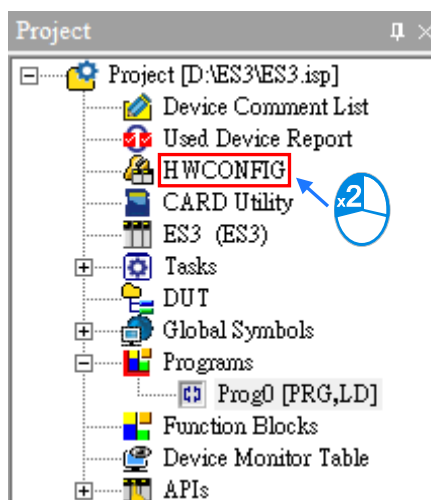 Project
Project [D:\ES3\ES3.isp]
Device Comment List
Used Device Report
HWCONFIG
x2
CARD Utility
ES3 (ES3)
Tasks
DUT
Global Symbols
Programs
Prog0 [PRG,LD]
Function Blocks
Device Monitor Table
APIs